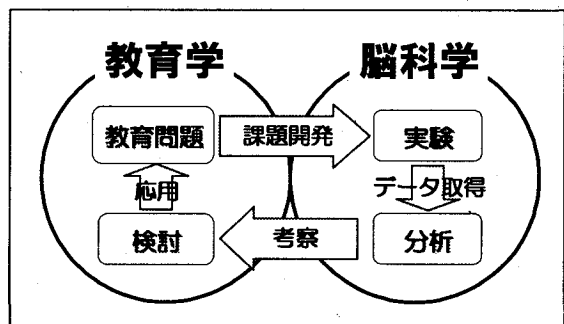 教育学
脳科学
教育問題
課題開発
実験
応用
データ取得
検討
考察
分析